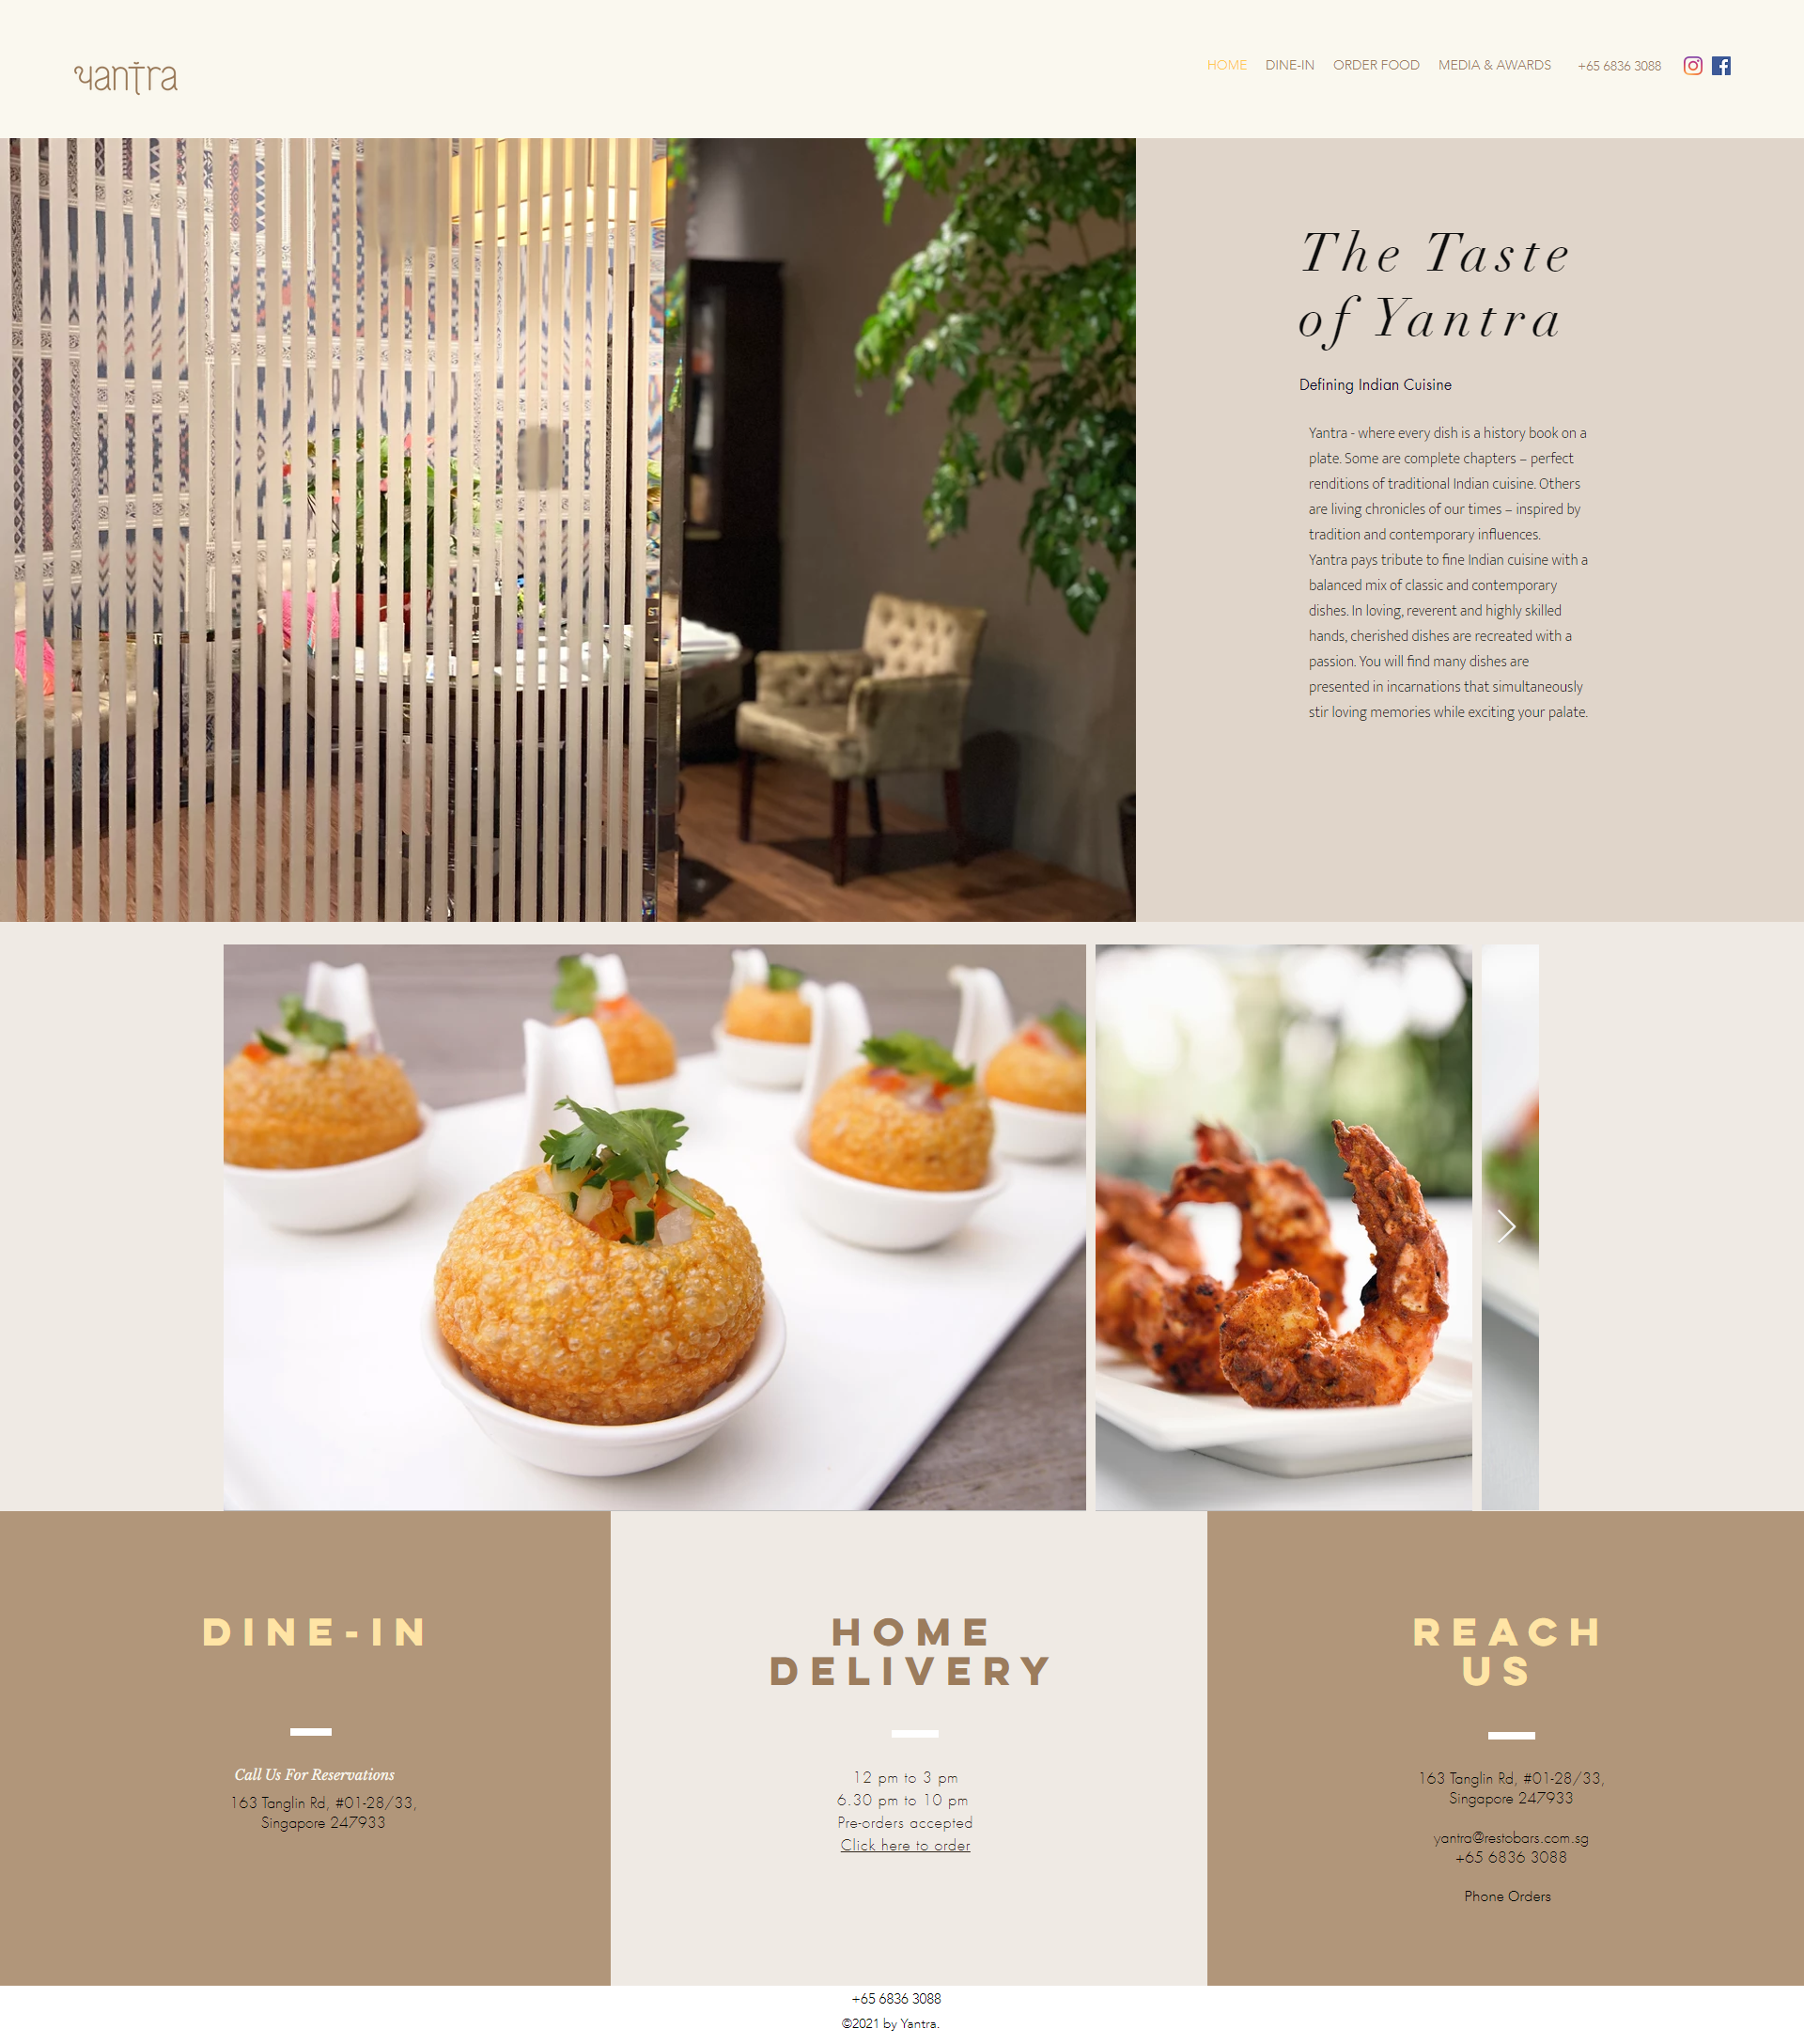 yantra
HOME DINE-IN ORDER FOOD MEDIA & AWARDS +65 6836 3088
The Taste
of Yantra
Defining Indian Cuisine
Yantra - where every dish is a history book on a
plate. Some are complete chapters – perfect
renditions of traditional Indian cuisine. Others
are living chronicles of our times – inspired by
tradition and contemporary influences.
Yantra pays tribute to fine Indian cuisine with a
balanced mix of classic and contemporary
dishes. In loving, reverent and highly skilled
hands, cherished dishes are recreated with a
passion. You will find many dishes are
presented in incarnations that simultaneously
stir loving memories while exciting your palate.
DINE-IN
Call Us For Reservations
163 Tanglin Rd, #01-28/33,
Singapore 247933
HOME
DELIVERY
12 pm to 3 pm
6.30 pm to 10 pm
Pre-orders accepted
Click here to order
REACH
US
163 Tanglin Rd, #01-28/33,
Singapore 247933
yantra@restobars.com.sg
+65 6836 3088
Phone Orders
+65 6836 3088
©2021 by Yantra.